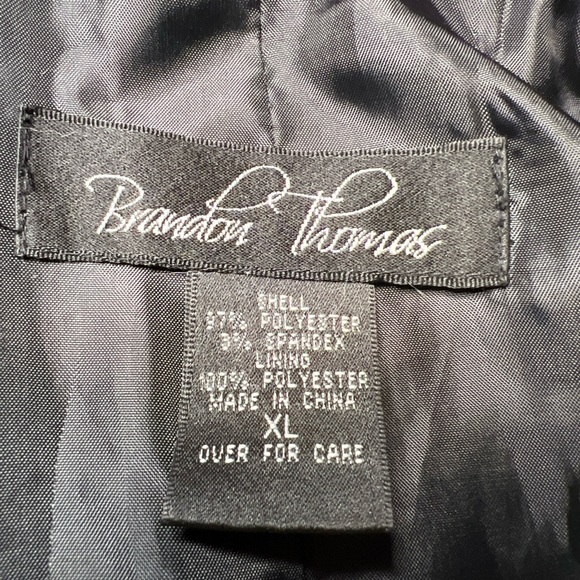 Brandon Thomas
SHELL
97% POLYESTER
3% SPANDEX
LINING
100% POLYESTER
MADE IN CHINA
XL
OVER FOR CARE